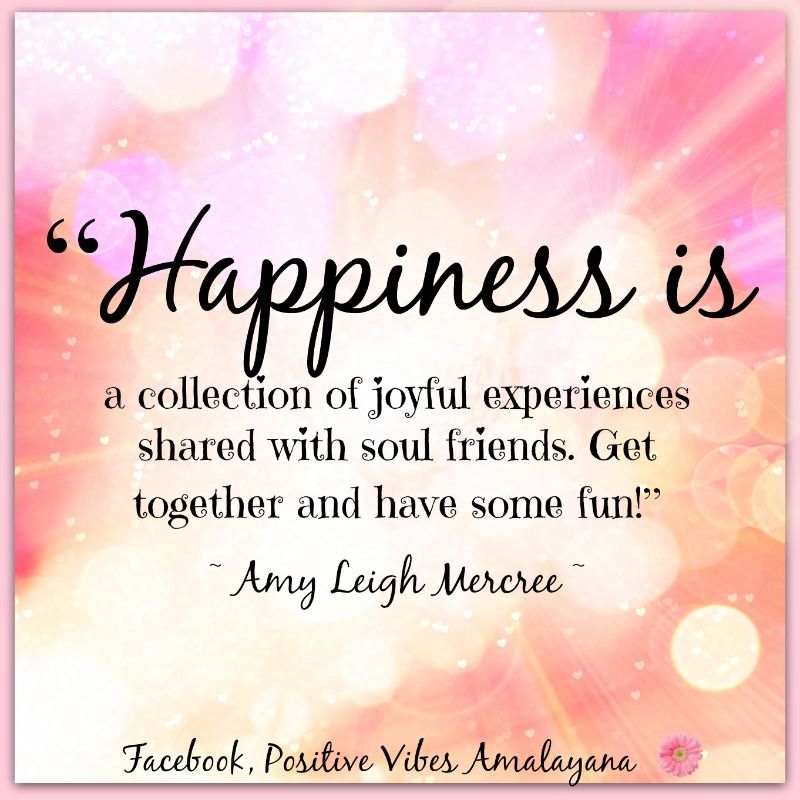 “Happiness is
a collection of joyful experiences
shared with soul friends. Get
together and have some fun!”
~ Amy Leigh Mercree ~
Facebook, Positive Vibes Amalayana